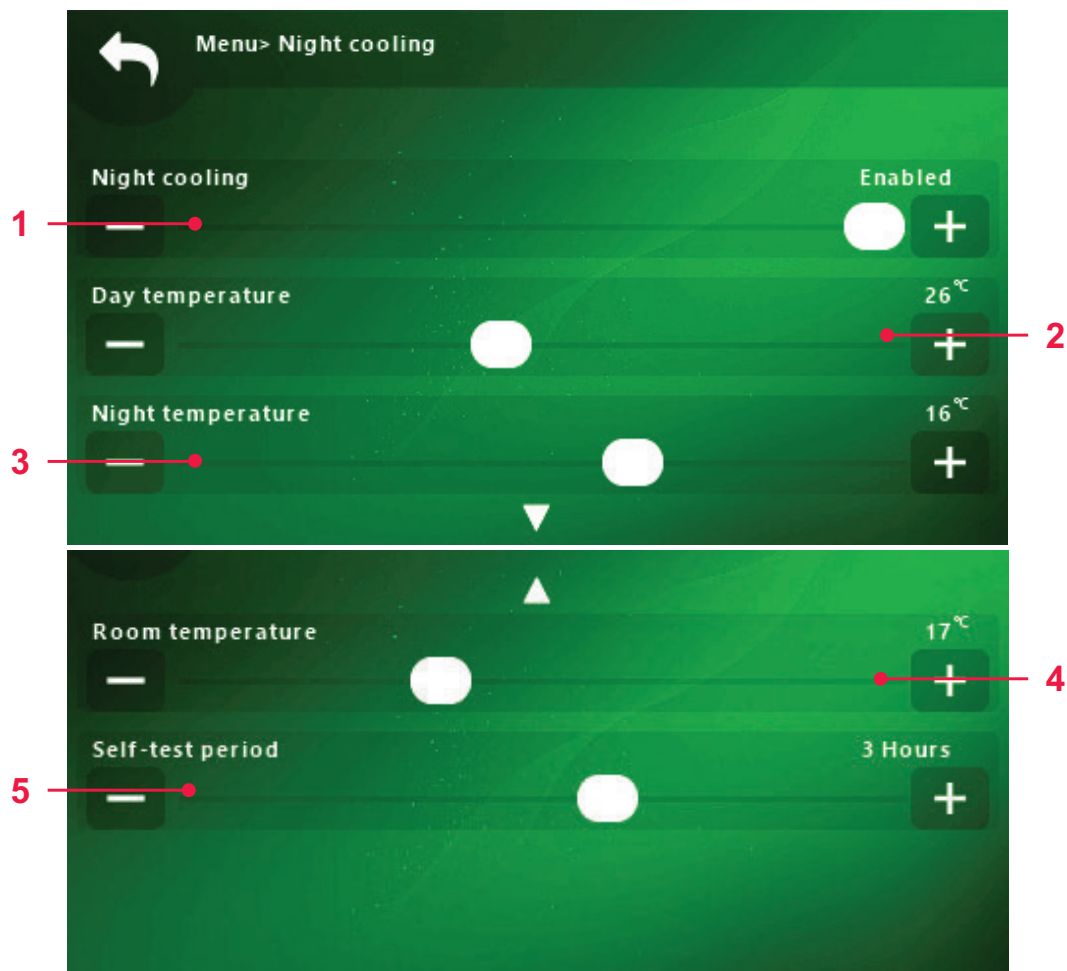 Menu> Night cooling
Night cooling Enabled
1
Day temperature 26°C
2
Night temperature 16°C
3
Room temperature 17°C
4
Self-test period 3 Hours
5